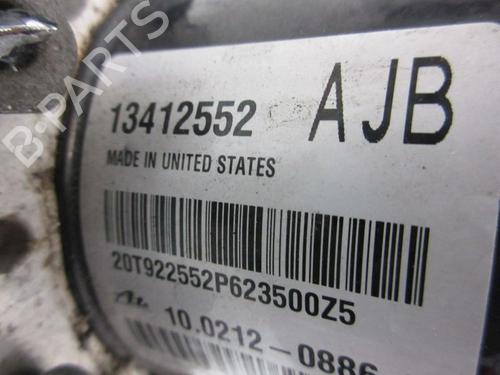 13412552 AJB
MADE IN UNITED STATES
20T922552P623500Z5
10.0212-0886
B-PARTS